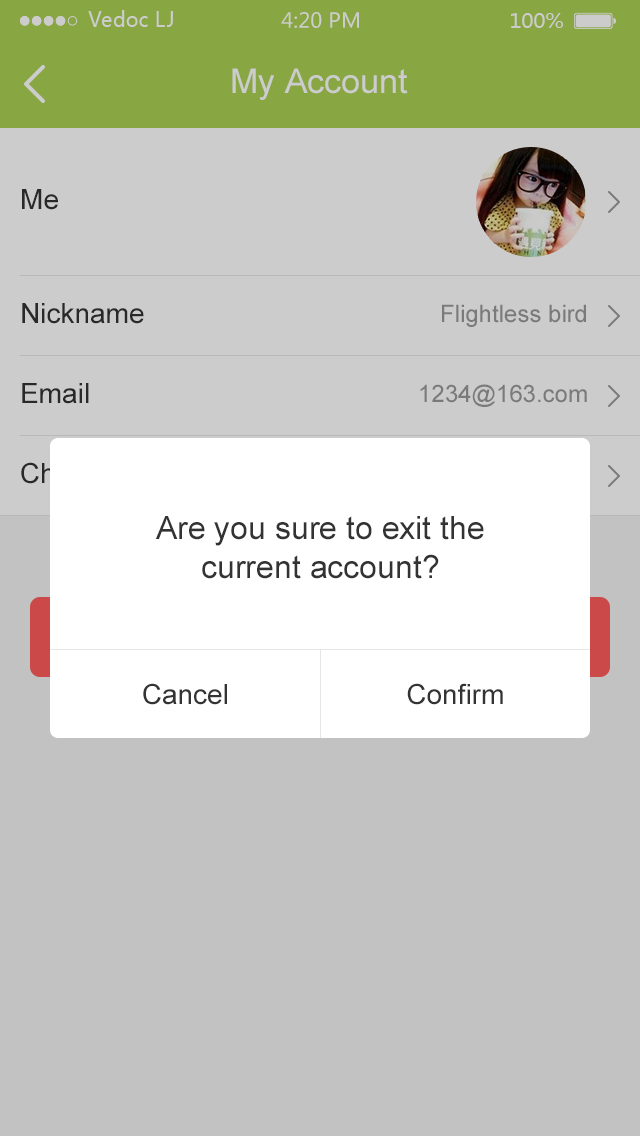 Vedoc LJ 4:20 PM 100%
My Account
Me
Nickname Flightless bird
Email 1234@163.com
Are you sure to exit the
current account?
Cancel Confirm